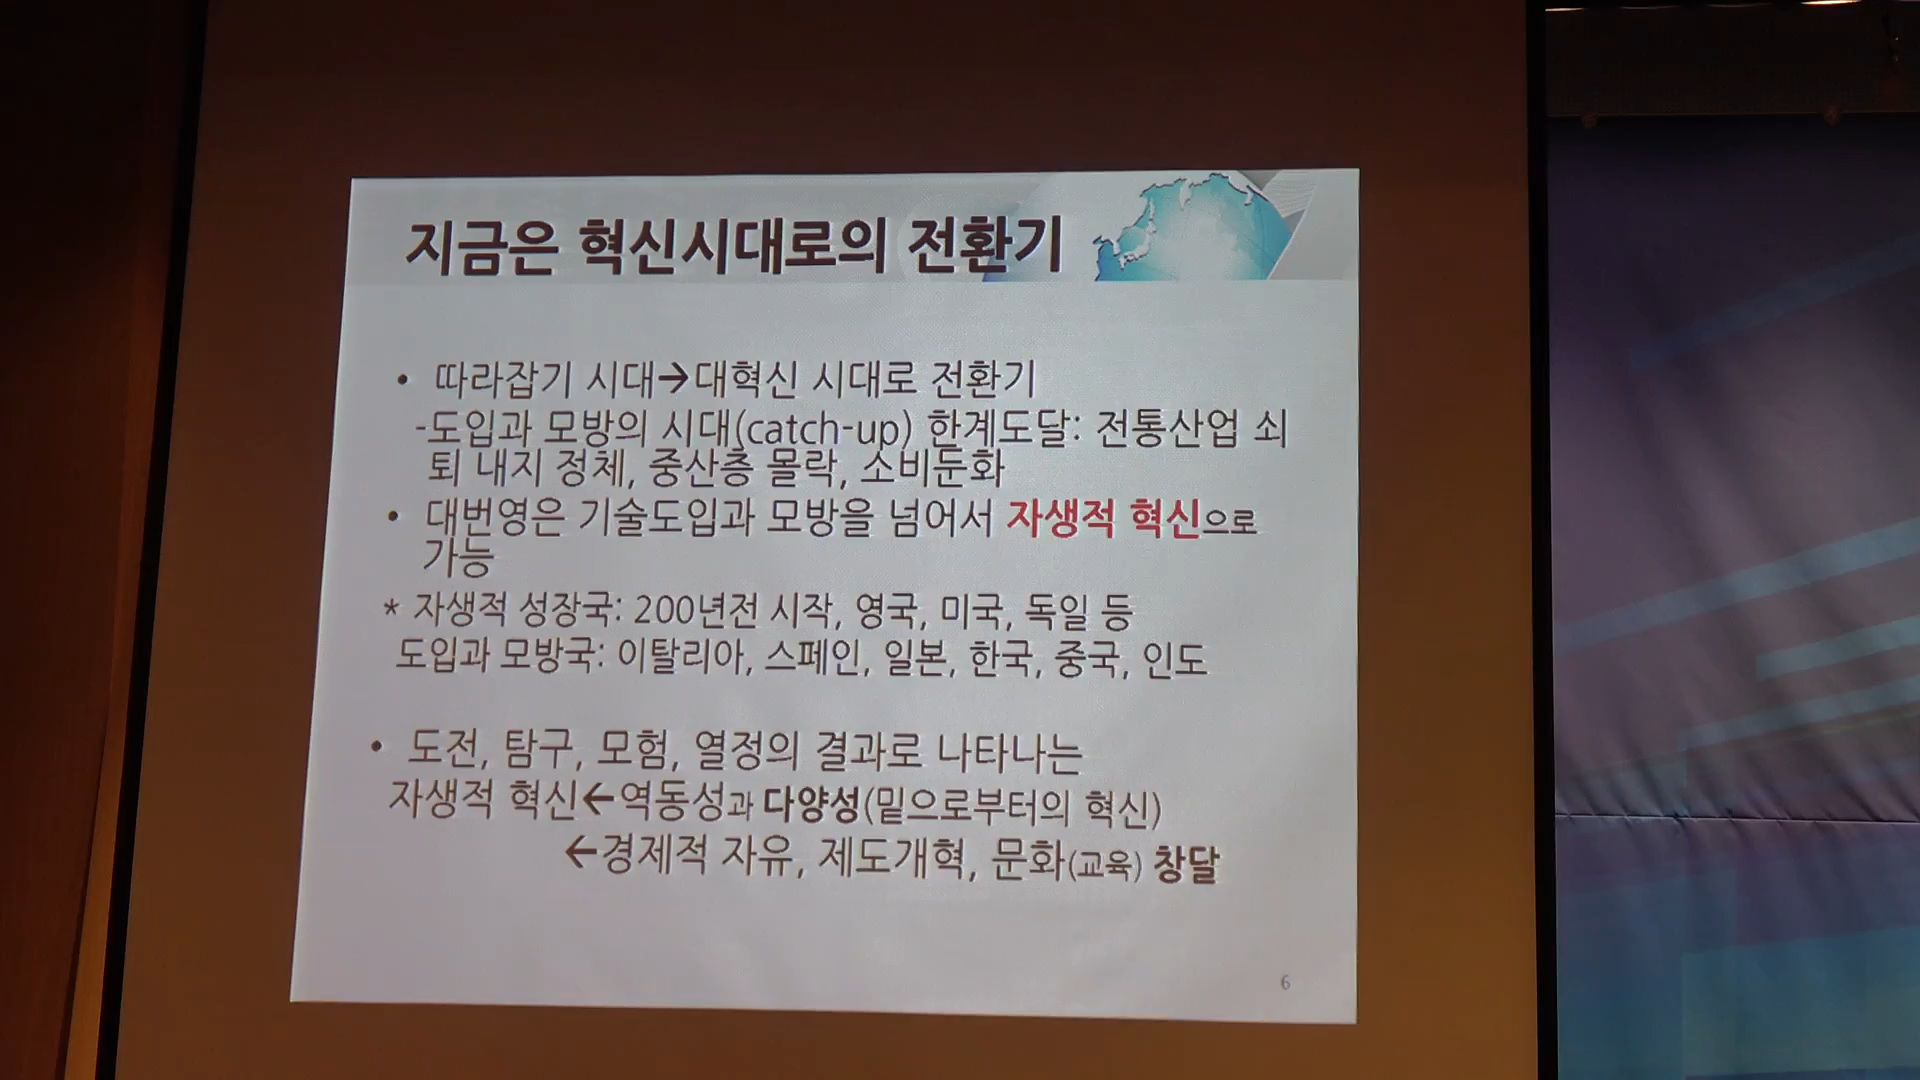 지금은 혁신시대로의 전환기
• 따라잡기 시대→대혁신 시대로 전환기
-도입과 모방의 시대(catch-up) 한계도달: 전통산업 쇠
퇴 내지 정체, 중산층 몰락, 소비둔화
• 대번영은 기술도입과 모방을 넘어서 자생적 혁신으로
가능
* 자생적 성장국: 200년전 시작, 영국, 미국, 독일 등
도입과 모방국: 이탈리아, 스페인, 일본, 한국, 중국, 인도
• 도전, 탐구, 모험, 열정의 결과로 나타나는
자생적 혁신←역동성과 다양성(밑으로부터의 혁신)
←경제적 자유, 제도개혁, 문화(교육) 창달
6